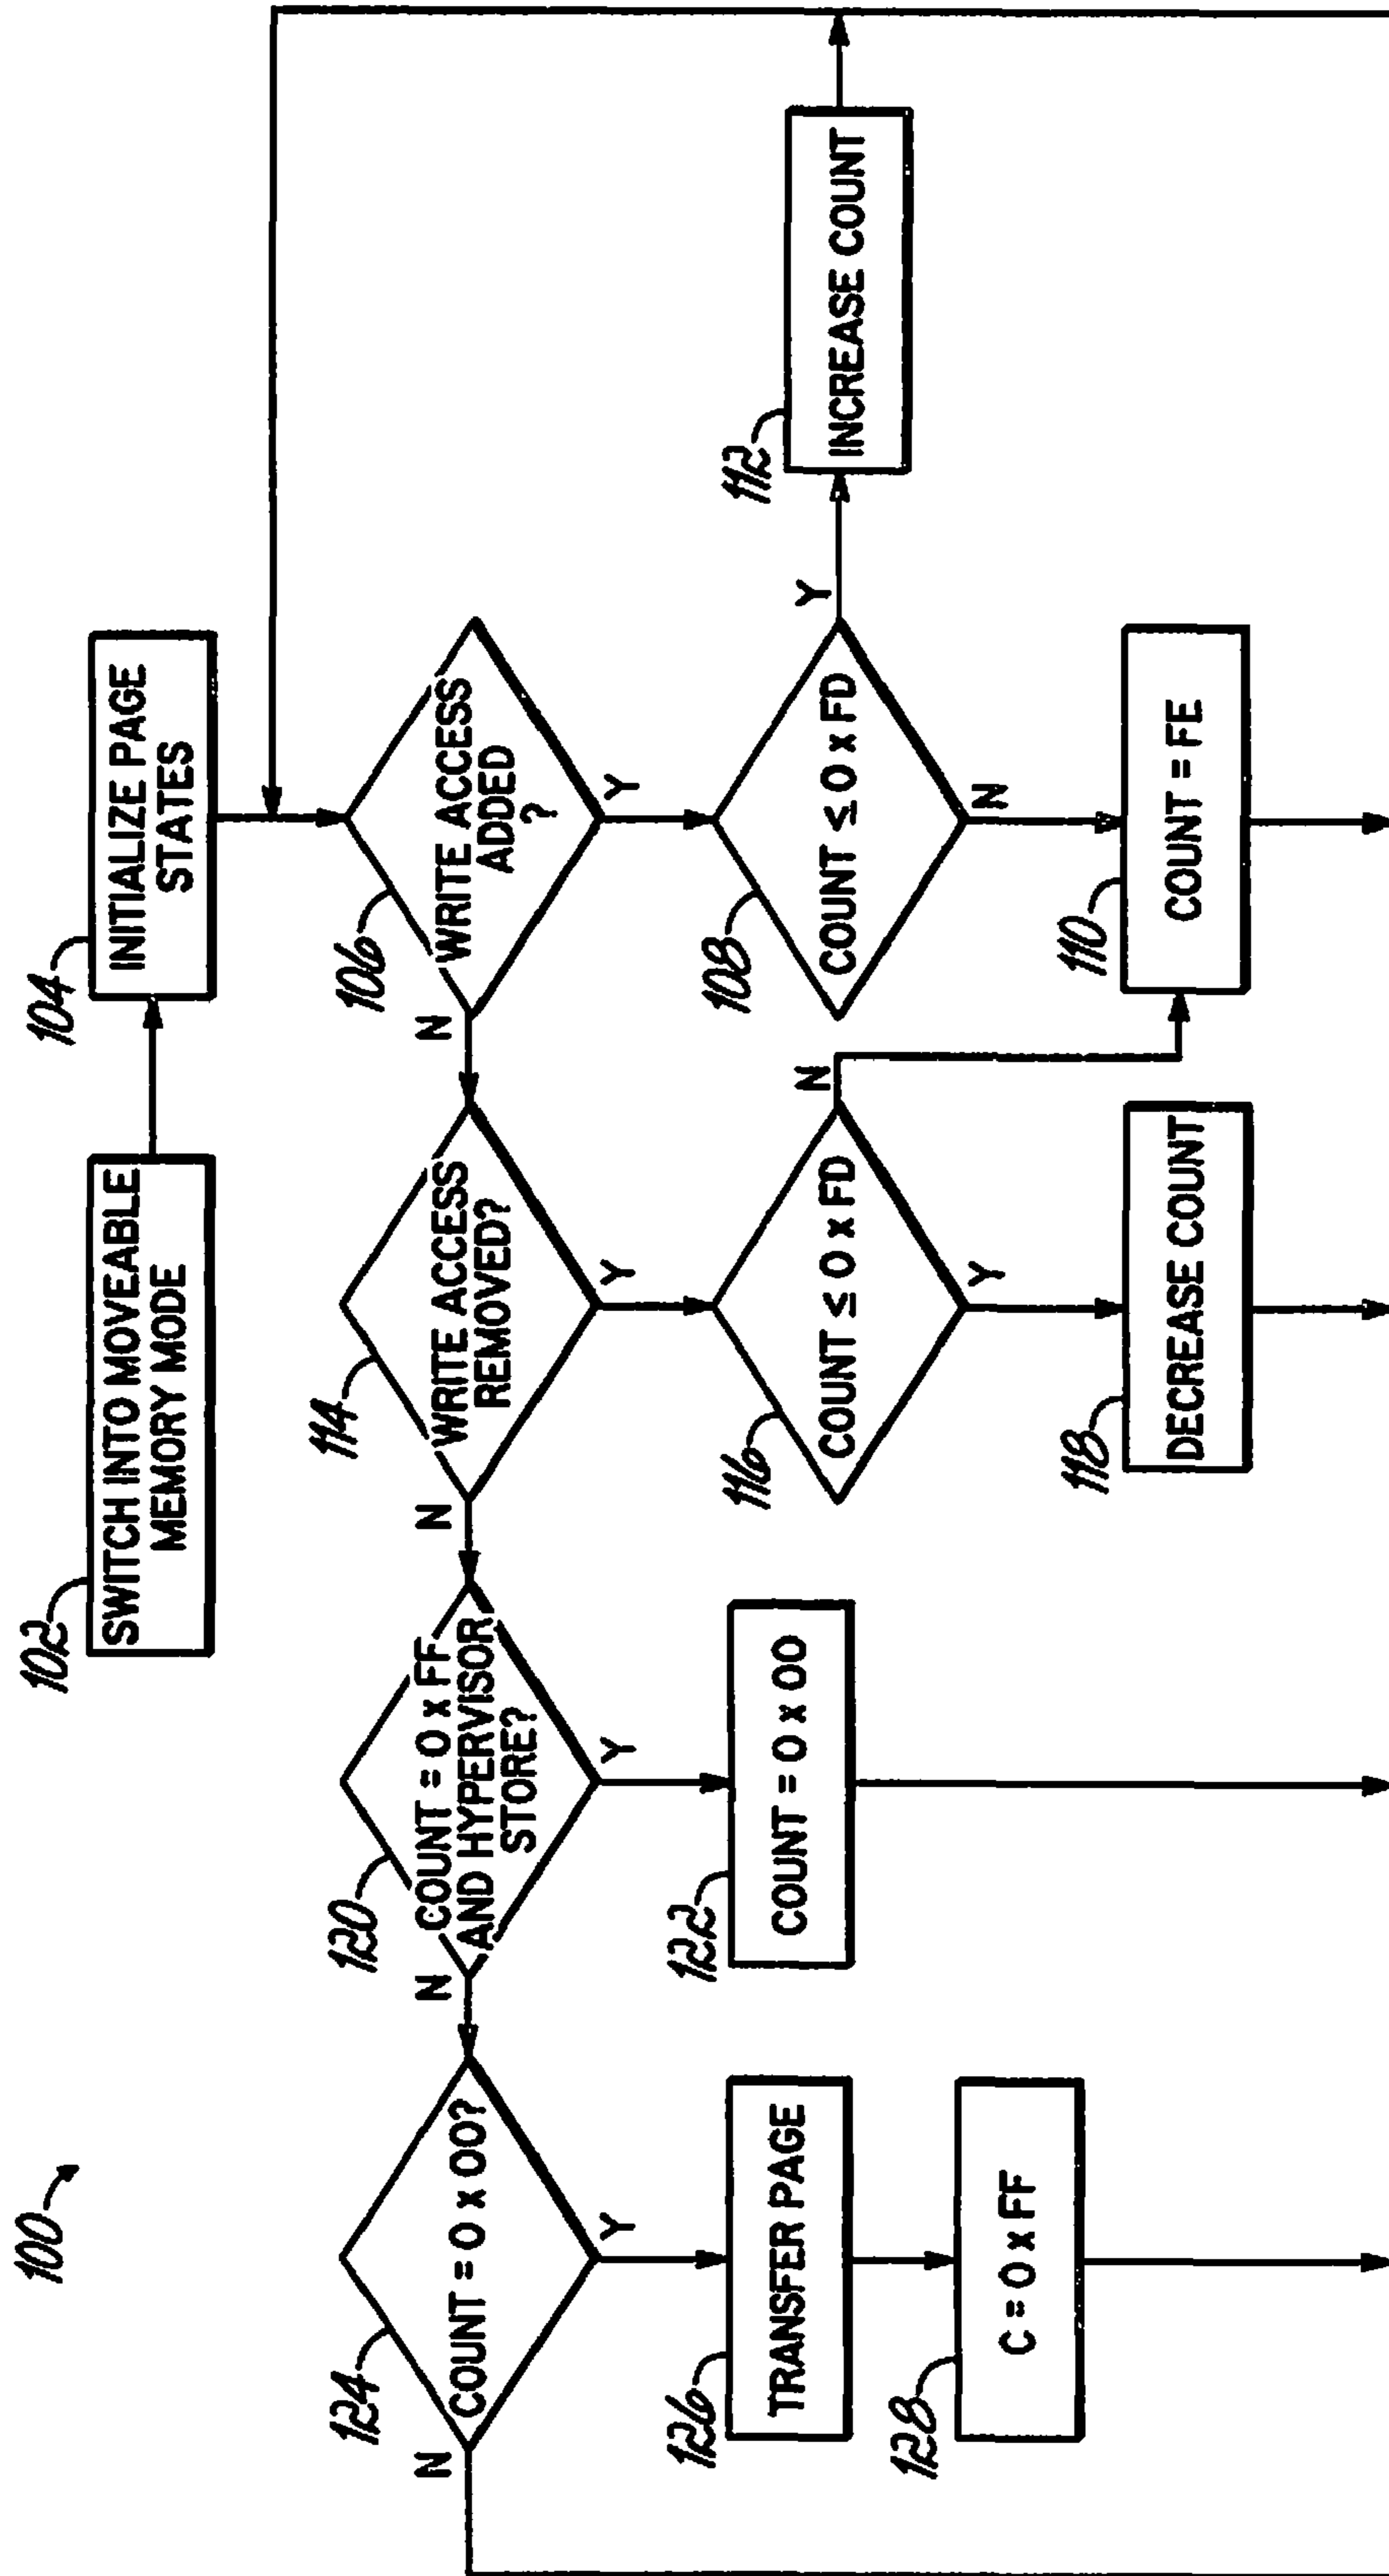 100
102
SWITCH INTO MOVEABLE
MEMORY MODE
104
INITIALIZE PAGE
STATES
124
COUNT = 0 x 00?
N
Y
120
COUNT = 0 x FF
AND HYPERVISOR
STORE?
N
Y
114
WRITE ACCESS
REMOVED?
N
Y
106
WRITE ACCESS
ADDED
?
N
Y
126
TRANSFER PAGE
122
COUNT = 0 x 00
116
COUNT ≤ 0 x FD
N
Y
108
COUNT ≤ 0 x FD
Y
N
112
INCREASE COUNT
128
C = 0 x FF
118
DECREASE COUNT
110
COUNT = FE